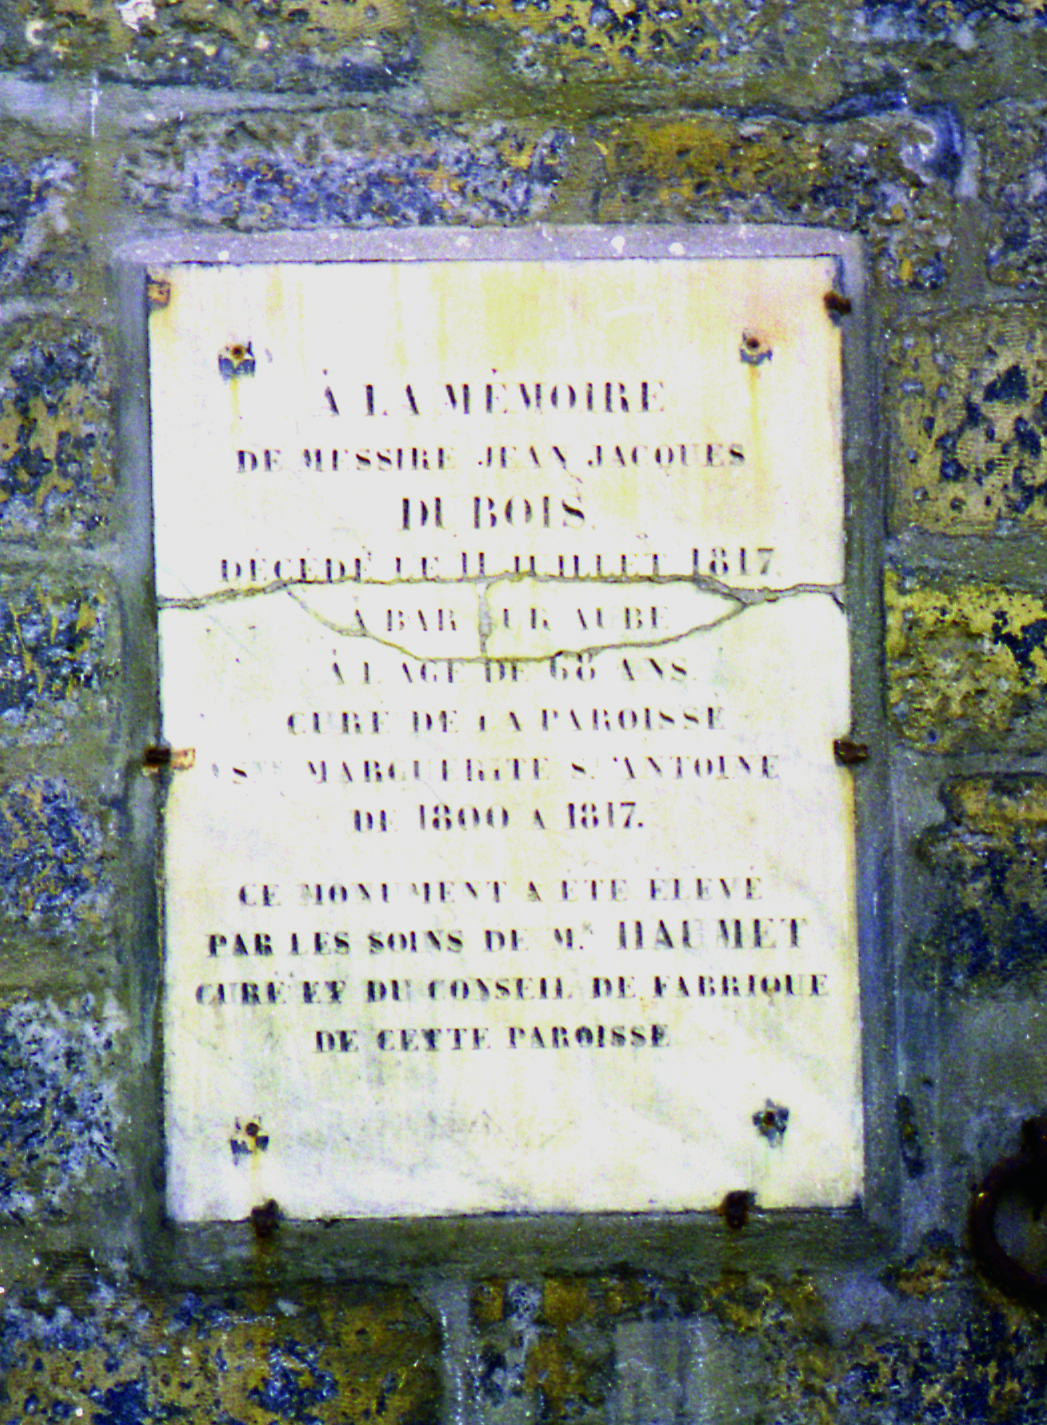 À LA MÉMOIRE
DE MESSIRE JEAN JACQUES
DUBOIS
DÉCÉDÉ LE 11 JUILLET 1817
A BAR SUR AUBE
À L'AGE DE 68 ANS
CURÉ DE LA PAROISSE
STE MARGUERITE ST ANTOINE
DE 1800 A 1817.
CE MONUMENT A ÉTÉ ÉLEVÉ
PAR LES SOINS DE M.R HAUMET
CURÉ ET DU CONSEIL DE FABRIQUE
DE CETTE PAROISSE